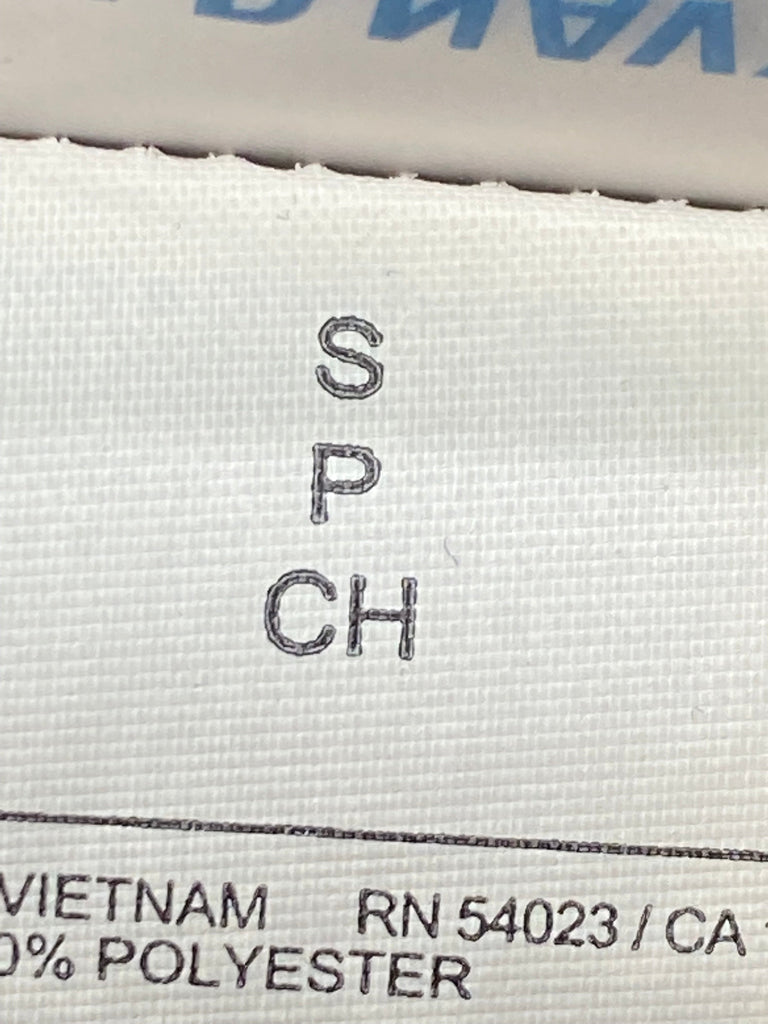 S
P
CH
VIETNAM RN 54023 / CA
0% POLYESTER